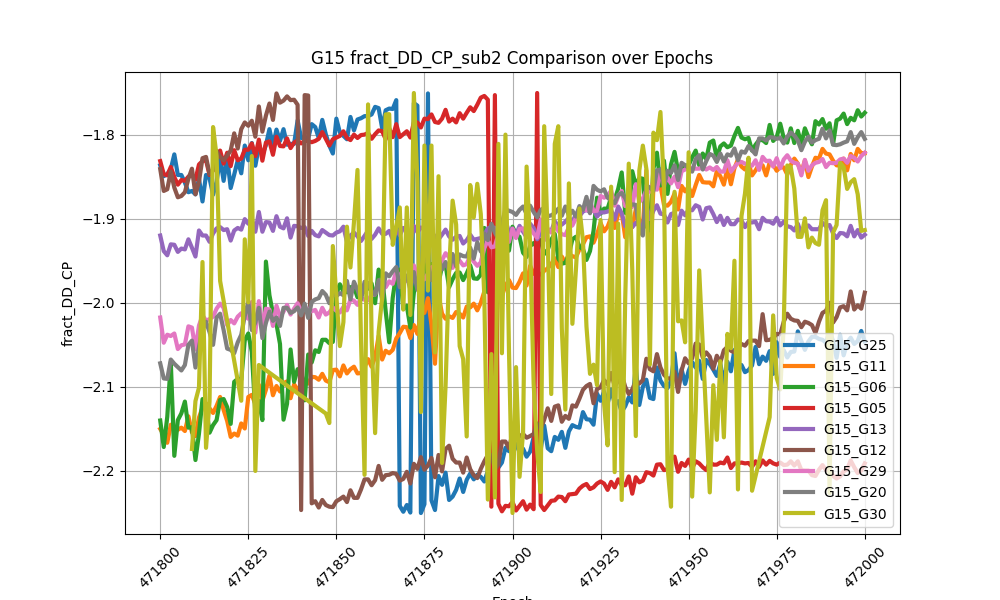 G15 fract_DD_CP_sub2 Comparison over Epochs
fract_DD_CP
−1.8
−1.9
−2.0
−2.1
−2.2
471800
471825
471850
471875
471900
471925
471950
471975
472000
Epoch
G15_G25
G15_G11
G15_G06
G15_G05
G15_G13
G15_G12
G15_G29
G15_G20
G15_G30